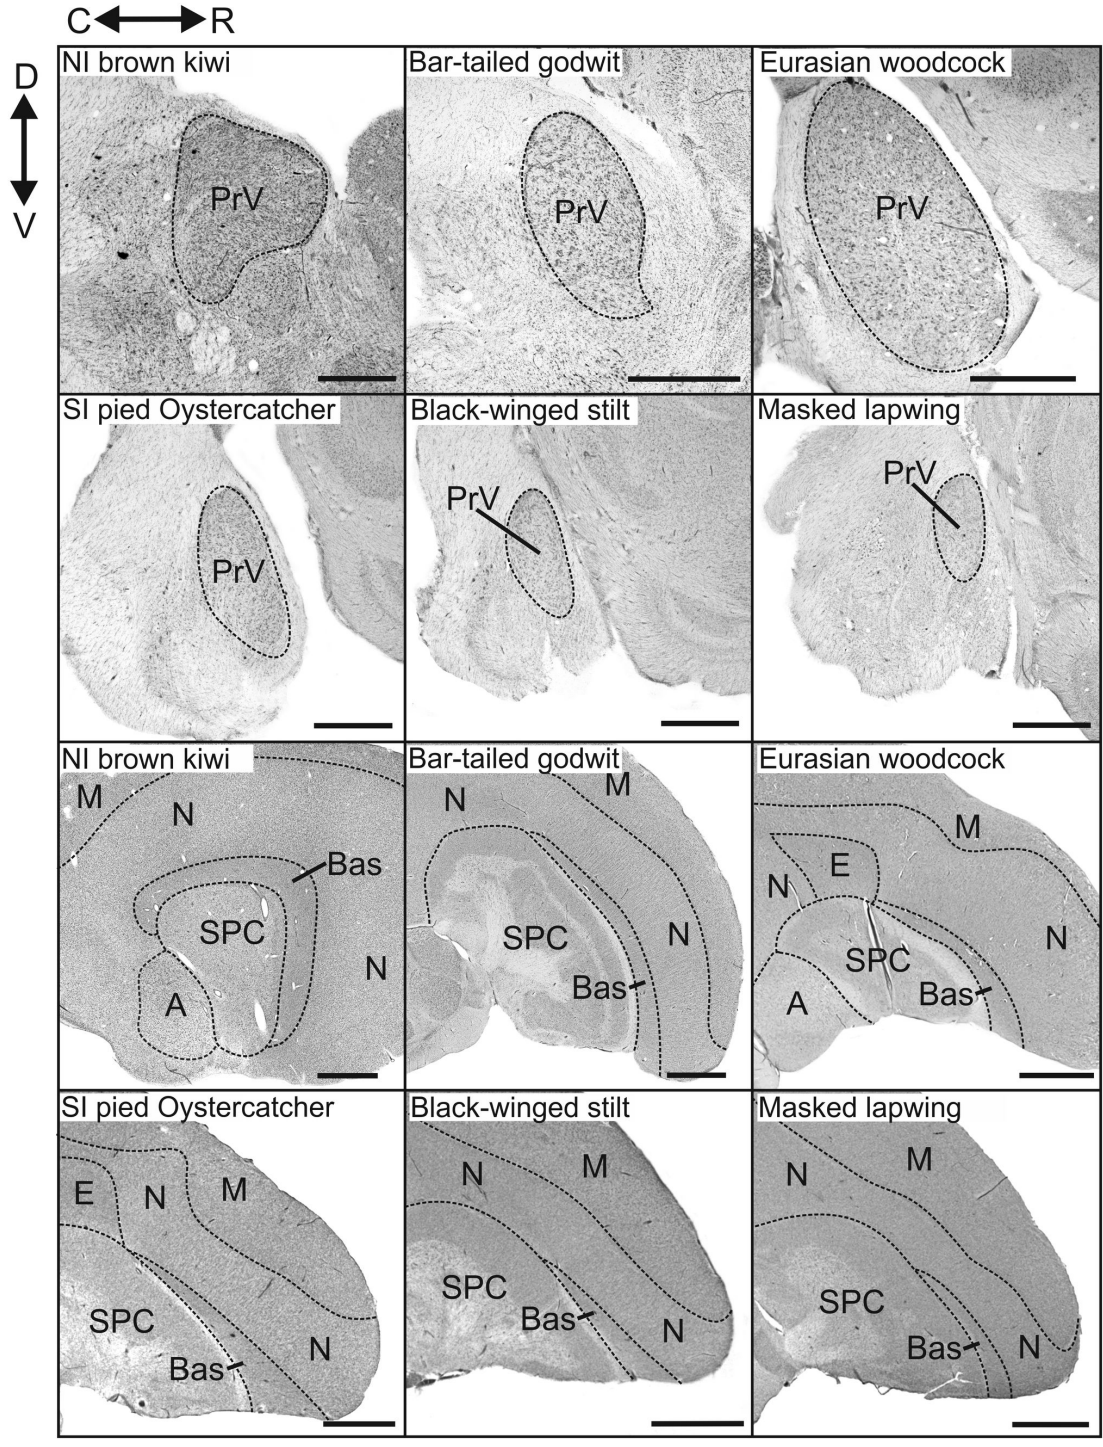 C R
D
V
NI brown kiwi
Bar-tailed godwit
Eurasian woodcock
PrV
PrV
PrV
SI pied Oystercatcher
Black-winged stilt
Masked lapwing
PrV
PrV
PrV
NI brown kiwi
Bar-tailed godwit
Eurasian woodcock
M
N
Bas
SPC
N
A
M
N
SPC
N
Bas
M
E
N
N
SPC
Bas
A
SI pied Oystercatcher
Black-winged stilt
Masked lapwing
E
N
M
SPC
N
Bas
N
M
SPC
Bas
N
N
M
SPC
Bas
N